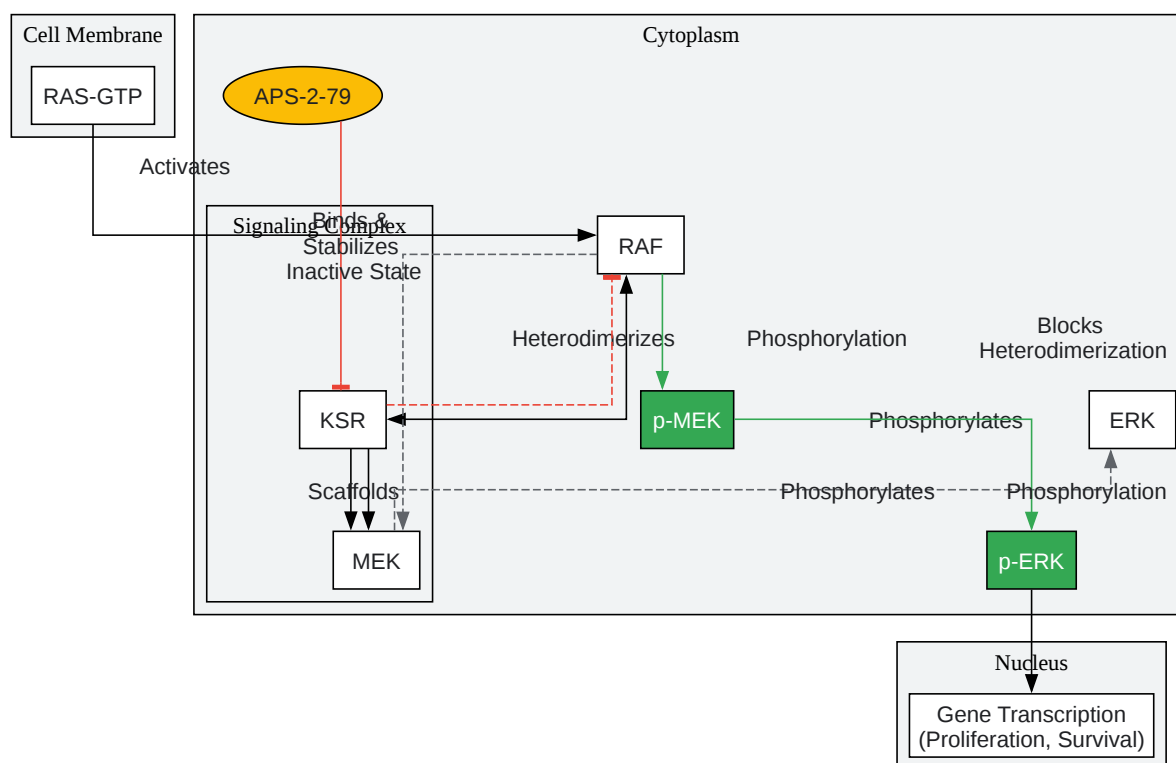 Cell Membrane
Cytoplasm
RAS-GTP
APS-2-79
Activates
Signaling Complex
Binds &
Stabilizes
Inactive State
RAF
Heterodimerizes
Phosphorylation
Blocks
Heterodimerization
KSR
p-MEK
Phosphorylates
ERK
Scaffolds
Phosphorylates
Phosphorylation
MEK
p-ERK
Nucleus
Gene Transcription
(Proliferation, Survival)